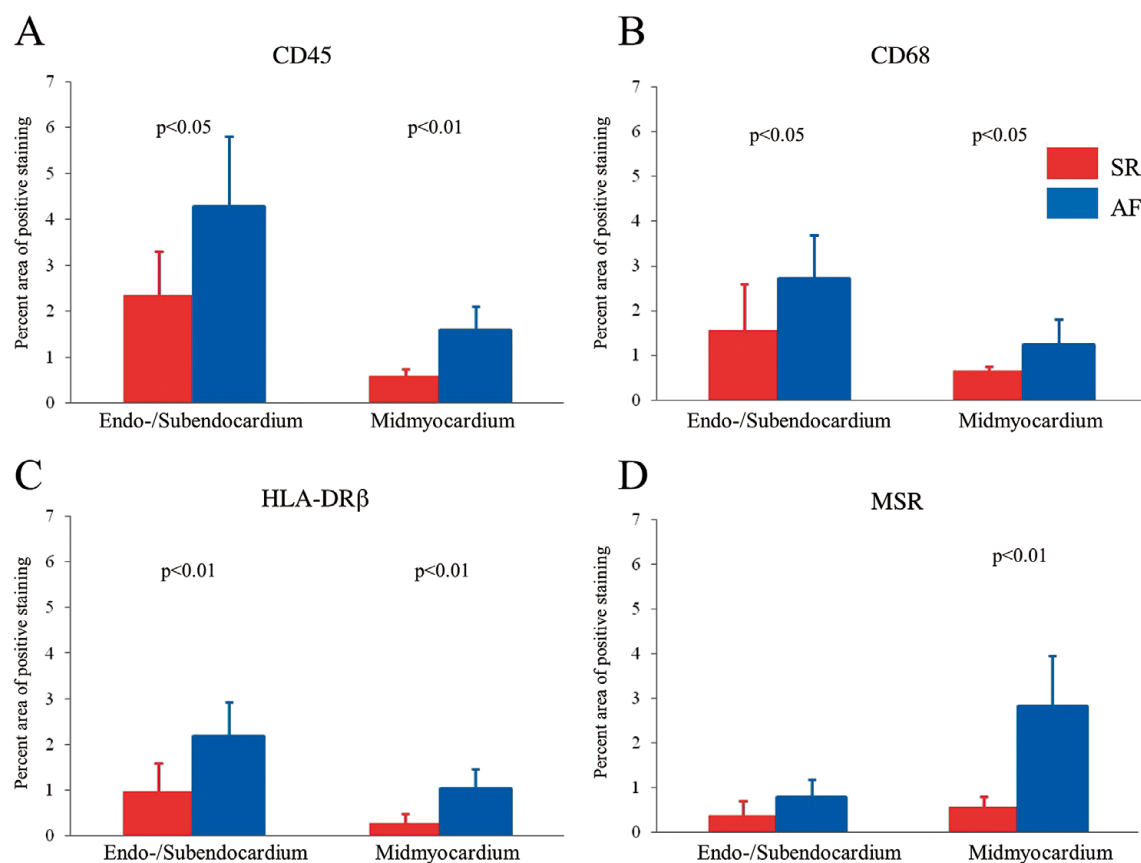 A
CD45
Percent area of positive staining
7
6
5
4
3
2
1
0
p<0.05
p<0.01
Endo-/Subendocardium
Midmyocardium
B
CD68
Percent area of positive staining
7
6
5
4
3
2
1
0
p<0.05
p<0.05
SR
AF
Endo-/Subendocardium
Midmyocardium
C
HLA-DRβ
Percent area of positive staining
7
6
5
4
3
2
1
0
p<0.01
p<0.01
Endo-/Subendocardium
Midmyocardium
D
MSR
Percent area of positive staining
7
6
5
4
3
2
1
0
p<0.01
Endo-/Subendocardium
Midmyocardium